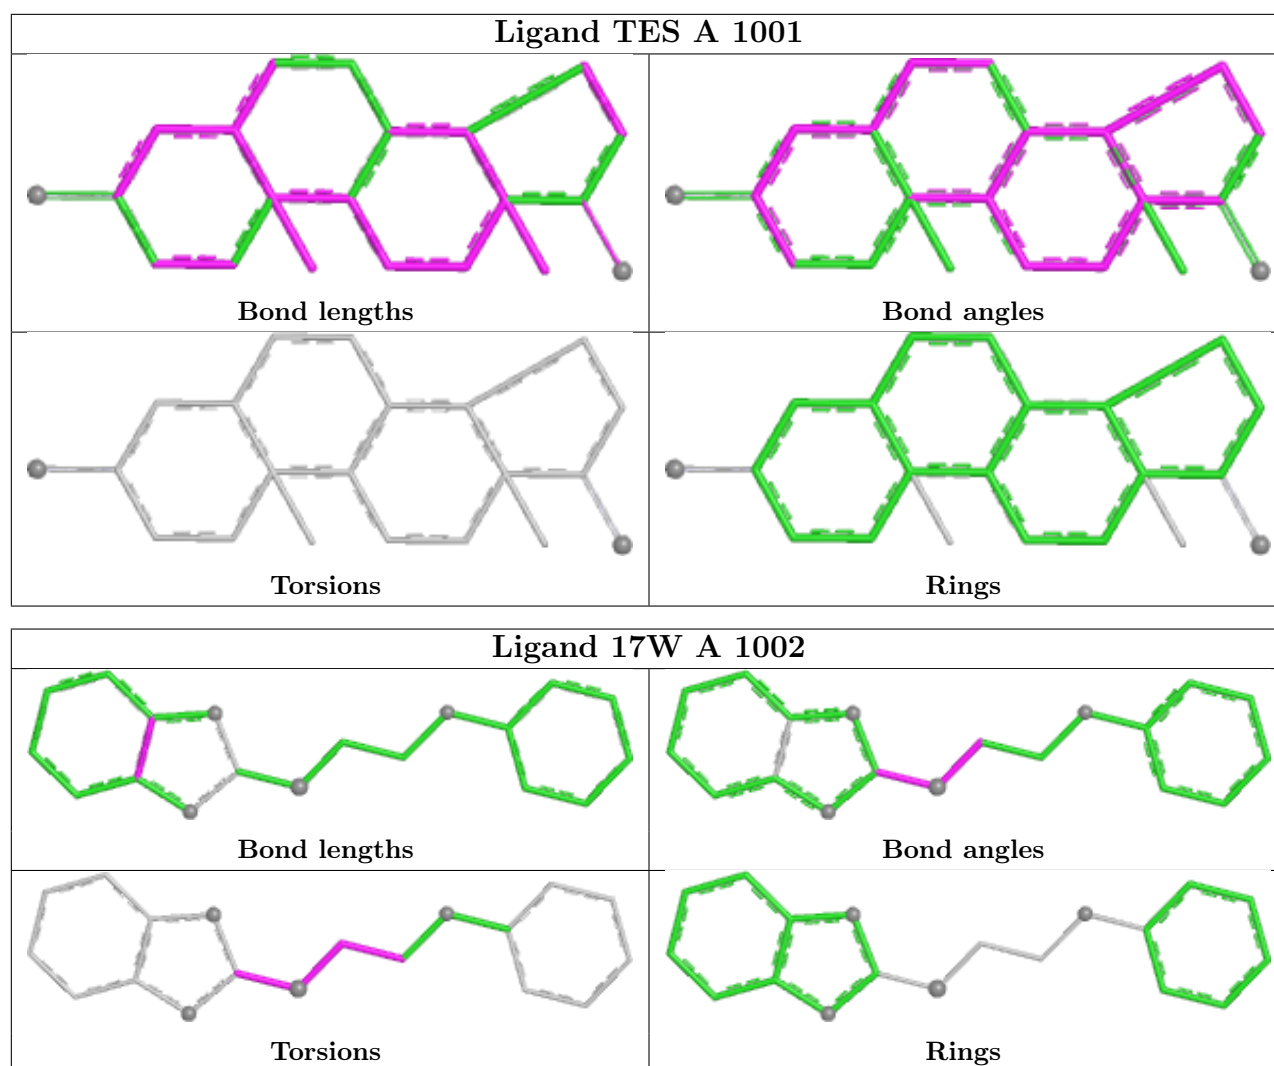 Ligand TES A 1001
Bond lengths
Bond angles
Torsions
Rings
Ligand 17W A 1002
Bond lengths
Bond angles
Torsions
Rings